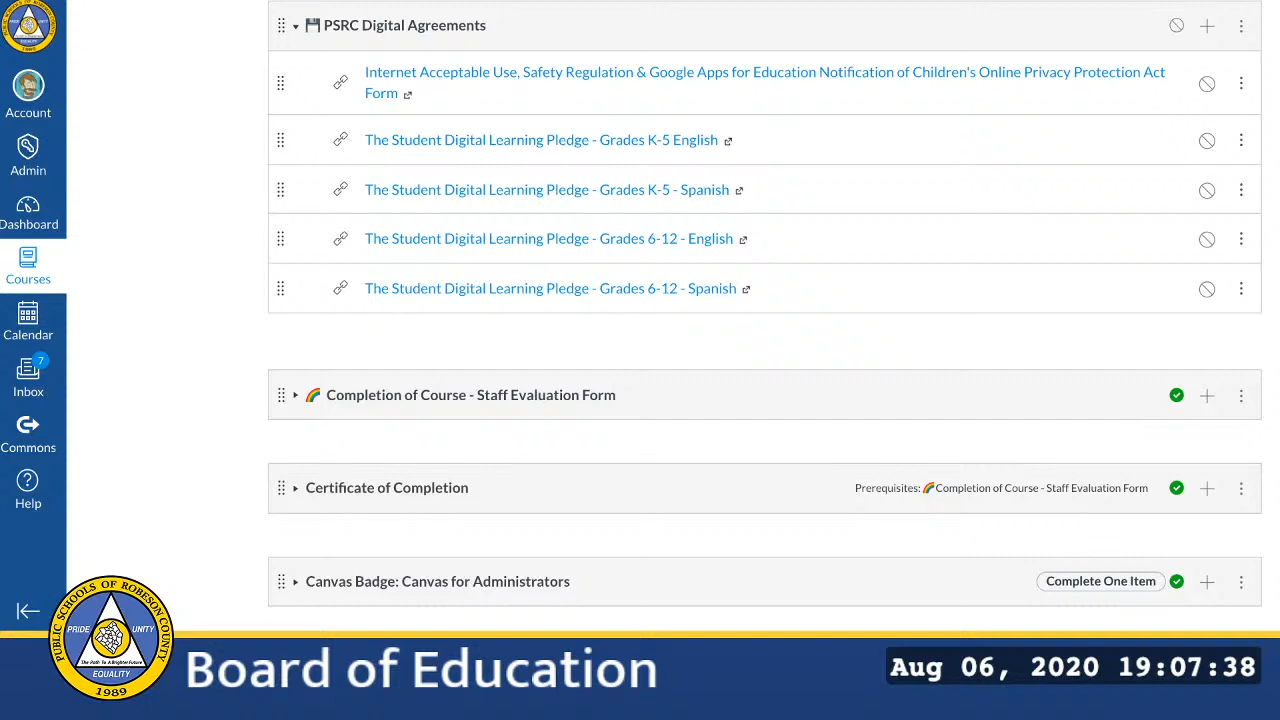 PSRC Digital Agreements
Internet Acceptable Use, Safety Regulation & Google Apps for Education Notification of Children's Online Privacy Protection Act
Form
The Student Digital Learning Pledge - Grades K-5 English
The Student Digital Learning Pledge - Grades K-5 - Spanish
The Student Digital Learning Pledge - Grades 6-12 - English
The Student Digital Learning Pledge - Grades 6-12 - Spanish
Completion of Course - Staff Evaluation Form
Certificate of Completion
Prerequisites: Completion of Course - Staff Evaluation Form
Canvas Badge: Canvas for Administrators
Complete One Item
Account
Admin
Dashboard
Courses
Calendar
7
Inbox
Commons
Help
PUBLIC SCHOOLS OF ROBESON COUNTY
PRIDE UNITY
The Path To A Brighter Future
EQUALITY
1989
Board of Education
Aug 06, 2020 19:07:38